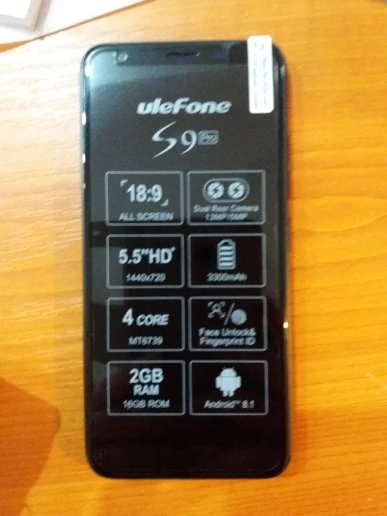 uleFone
S9 Pro
18:9
ALL SCREEN
Dual Rear Camera
13MP/5MP
5.5"HD+
1440x720
3300mAh
4 CORE
MT6739
Face Unlock&
Fingerprint ID
2GB
RAM
16GB ROM
Android™ 8.1